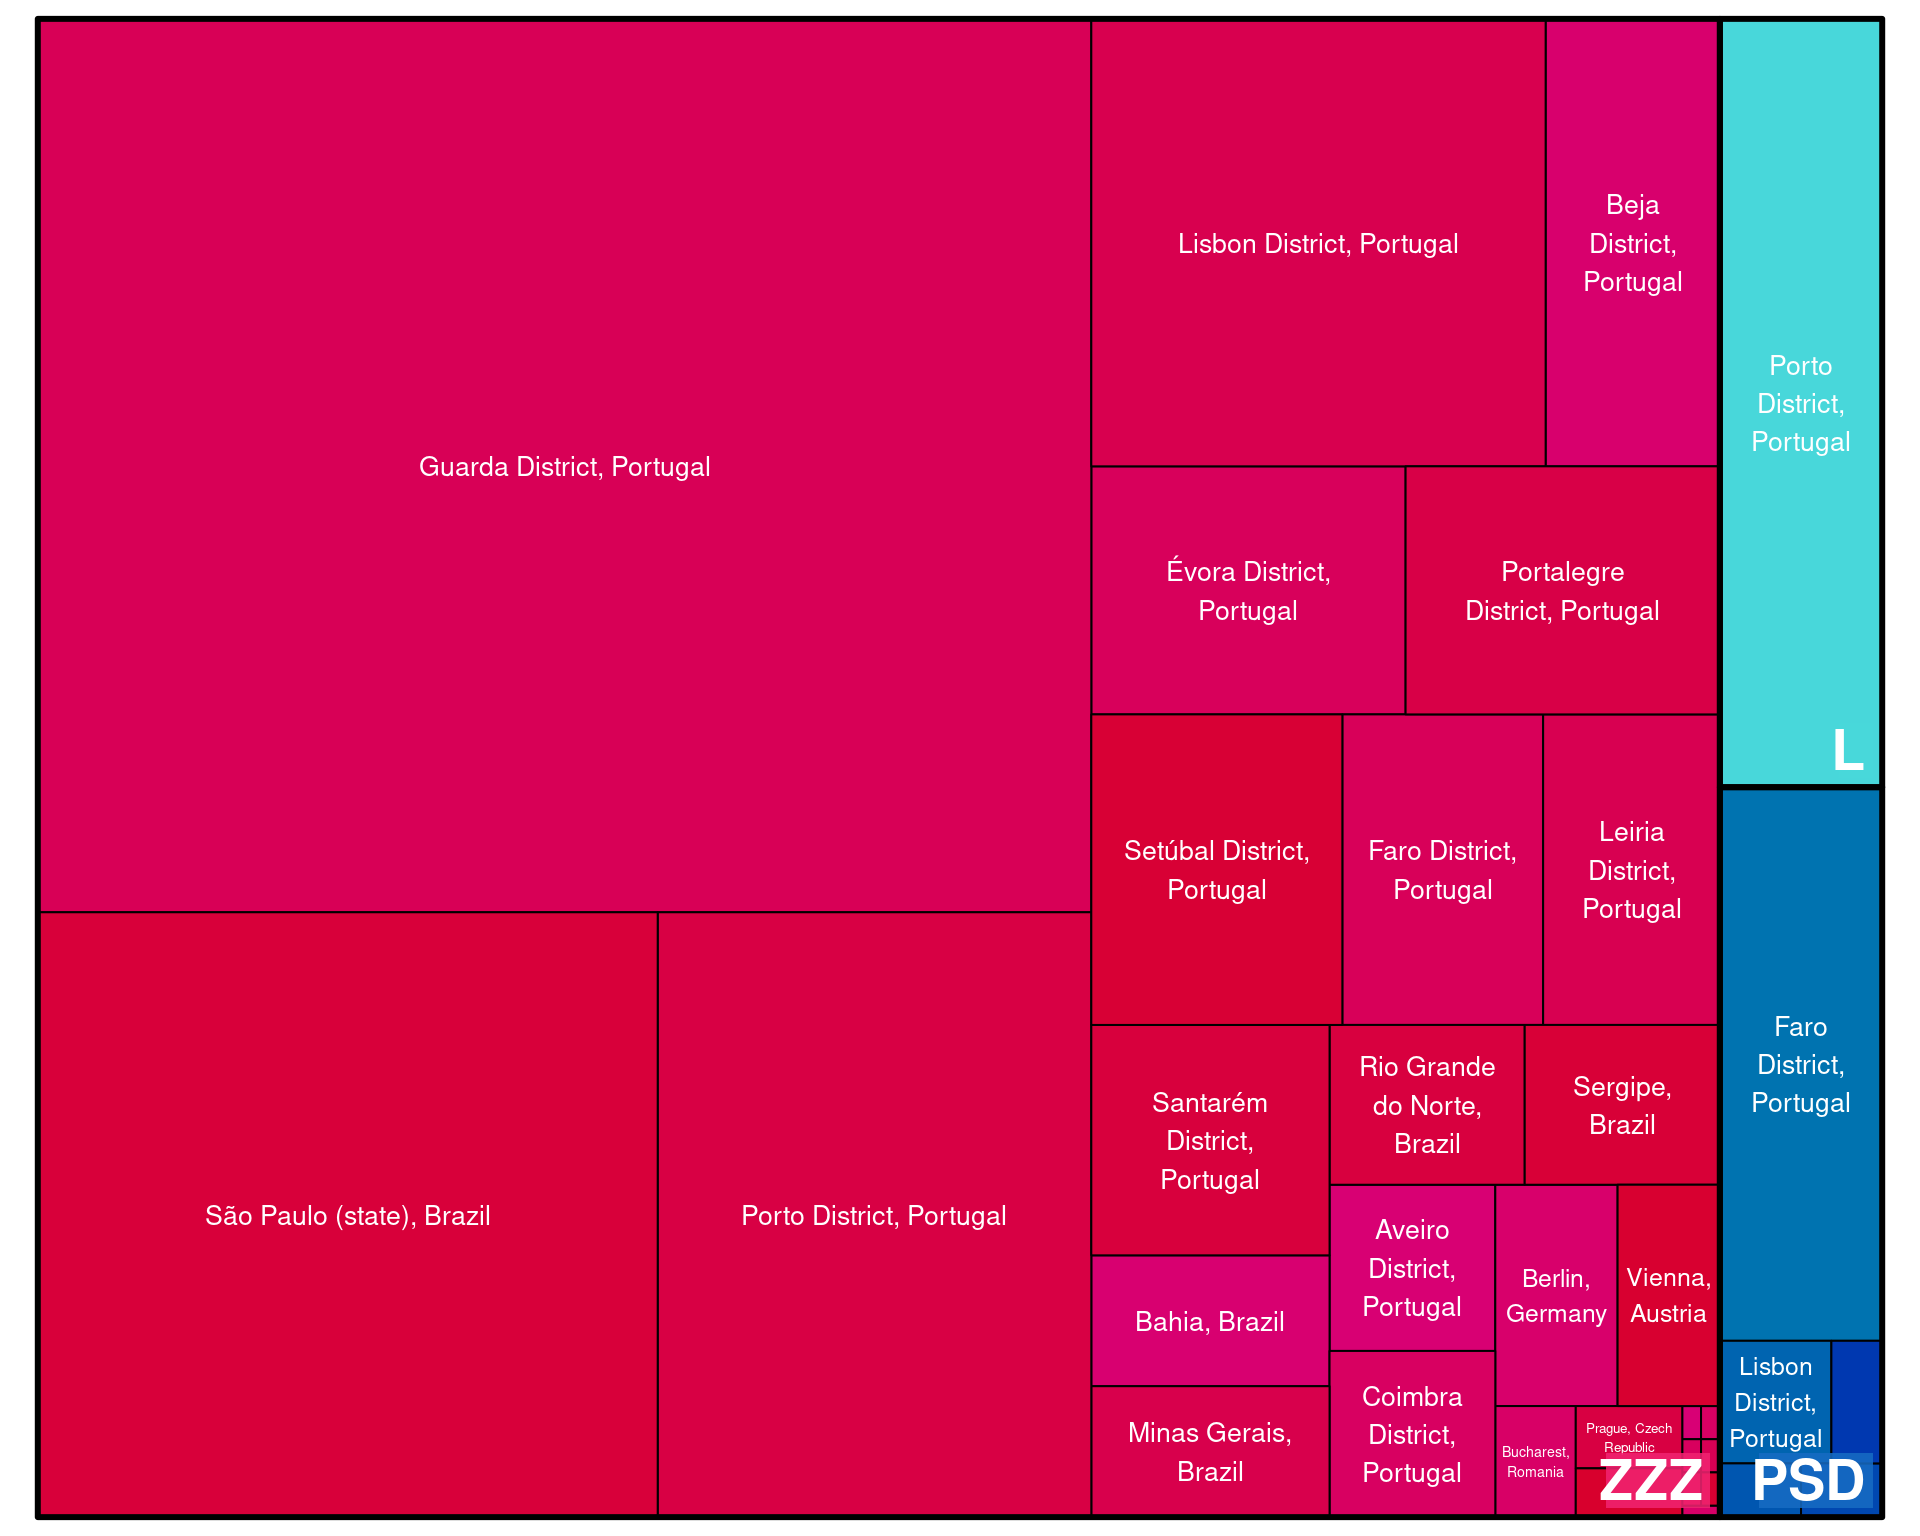 Guarda District, Portugal
São Paulo (state), Brazil
Porto District, Portugal
Lisbon District, Portugal
Beja
District,
Portugal
Évora District,
Portugal
Portalegre
District, Portugal
Setúbal District,
Portugal
Faro District,
Portugal
Leiria
District,
Portugal
Santarém
District,
Portugal
Rio Grande
do Norte,
Brazil
Sergipe,
Brazil
Bahia, Brazil
Minas Gerais,
Brazil
Aveiro
District,
Portugal
Coimbra
District,
Portugal
Berlin,
Germany
Vienna,
Austria
Bucharest,
Romania
Prague, Czech
Republic
ZZZ
Porto
District,
Portugal
L
Faro
District,
Portugal
Lisbon
District,
Portugal
PSD